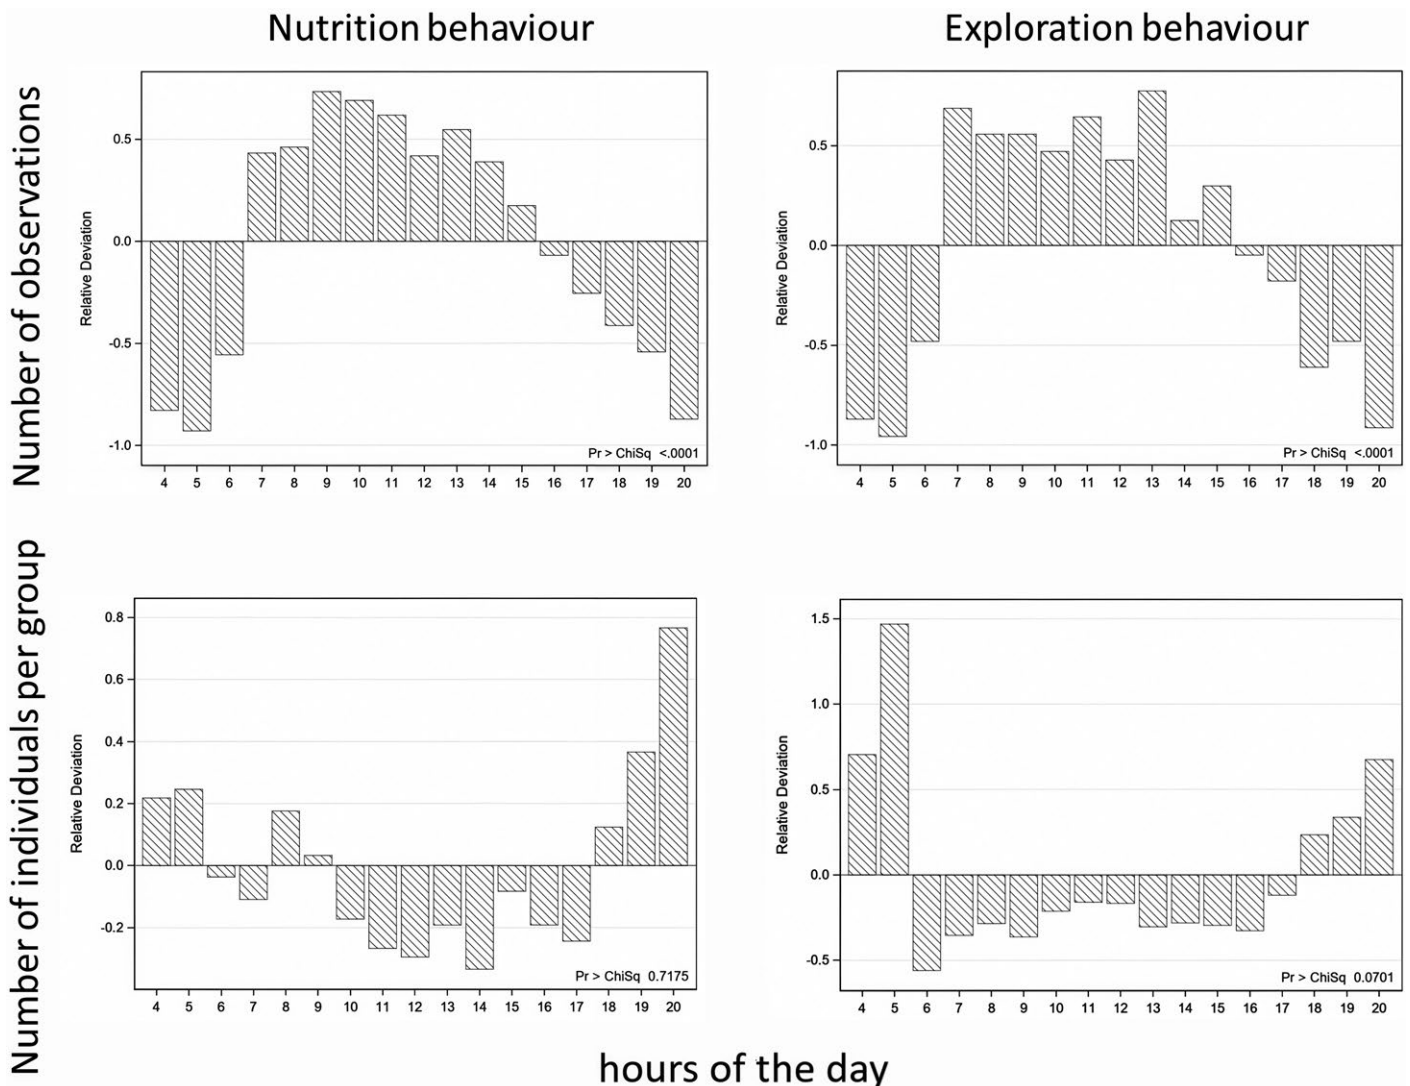 Nutrition behaviour
Exploration behaviour
Number of observations
Relative Deviation
0.5
0.0
-0.5
-1.0
Pr > ChiSq <.0001
4 5 6 7 8 9 10 11 12 13 14 15 16 17 18 19 20
Relative Deviation
0.5
0.0
-0.5
-1.0
Pr > ChiSq <.0001
4 5 6 7 8 9 10 11 12 13 14 15 16 17 18 19 20
Number of individuals per group
Relative Deviation
0.8
0.6
0.4
0.2
0.0
-0.2
Pr > ChiSq 0.7175
4 5 6 7 8 9 10 11 12 13 14 15 16 17 18 19 20
Relative Deviation
1.5
1.0
0.5
0.0
-0.5
Pr > ChiSq 0.0701
4 5 6 7 8 9 10 11 12 13 14 15 16 17 18 19 20
hours of the day